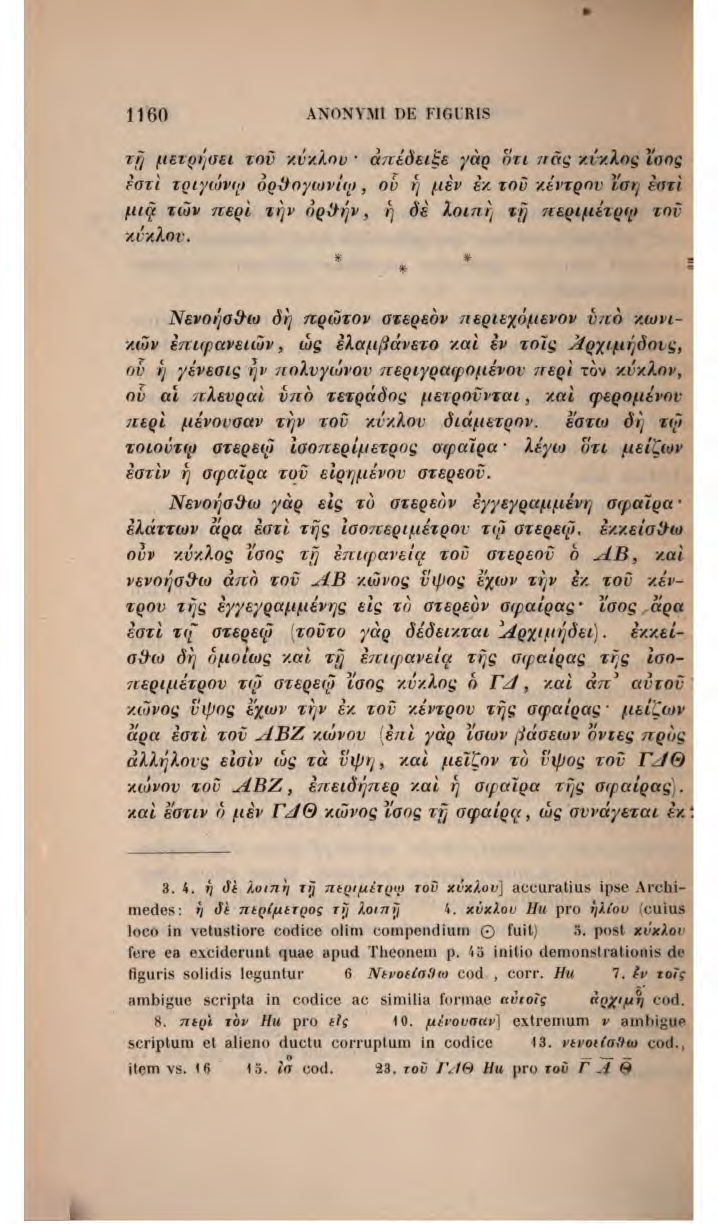 1160 ANONYMI DE FIGURIS
τῇ μετρήσει τοῦ κύκλου · ἀπέδειξε γὰρ ὅτι πᾶς κύκλος ἴσος
ἐστὶ τριγώνῳ ὀρθογωνίῳ, οὗ ἡ μὲν ἐκ τοῦ κέντρου ἴση ἐστὶ
μιᾷ τῶν περὶ τὴν ὀρθήν, ἡ δὲ λοιπὴ τῇ περιμέτρῳ τοῦ
κύκλου.
* * *
Νενοήσθω δὴ πρῶτον στερεὸν περιεχόμενον ὑπὸ κωνι-
κῶν ἐπιφανειῶν, ὡς ἐλαμβάνετο καὶ ἐν τοῖς Ἀρχιμήδους,
οὗ ἡ γένεσις ἦν πολυγώνου περιγραφομένου περὶ τὸν κύκλον,
οὗ αἱ πλευραὶ ὑπὸ τετράδος μετροῦνται, καὶ φερομένου
περὶ μένουσαν τὴν τοῦ κύκλου διάμετρον. ἔστω δὴ τῷ
τοιούτῳ στερεῷ ἰσοπερίμετρος σφαῖρα · λέγω ὅτι μείζων
ἐστὶν ἡ σφαῖρα τοῦ εἰρημένου στερεοῦ.
Νενοήσθω γὰρ εἰς τὸ στερεὸν ἐγγεγραμμένη σφαῖρα ·
ἐλάττων ἄρα ἐστὶ τῆς ἰσοπεριμέτρου τῷ στερεῷ. ἐκκείσθω
οὖν κύκλος ἴσος τῇ ἐπιφανείᾳ τοῦ στερεοῦ ὁ ΑΒ, καὶ
νενοήσθω ἀπὸ τοῦ ΑΒ κῶνος ὕψος ἔχων τὴν ἐκ τοῦ κέν-
τρου τῆς ἐγγεγραμμένης εἰς τὸ στερεὸν σφαίρας · ἴσος ἄρα
ἐστὶ τῷ στερεῷ (τοῦτο γὰρ δέδεικται Ἀρχιμήδει). ἐκκεί-
σθω δὴ ὁμοίως καὶ τῇ ἐπιφανείᾳ τῆς σφαίρας τῆς ἰσο-
περιμέτρου τῷ στερεῷ ἴσος κύκλος ὁ ΓΔ, καὶ ἀπ' αὐτοῦ
κῶνος ὕψος ἔχων τὴν ἐκ τοῦ κέντρου τῆς σφαίρας · μείζων
ἄρα ἐστὶ τοῦ ΑΒΖ κώνου (ἐπὶ γὰρ ἴσων βάσεων ὄντες πρὸς
ἀλλήλους εἰσὶν ὡς τὰ ὕψη, καὶ μεῖζον τὸ ὕψος τοῦ ΓΔΘ
κώνου τοῦ ΑΒΖ, ἐπειδήπερ καὶ ἡ σφαῖρα τῆς σφαίρας).
καὶ ἔστιν ὁ μὲν ΓΔΘ κῶνος ἴσος τῇ σφαίρᾳ, ὡς συνάγεται ἐκ
3. 4. ἡ δὲ λοιπὴ τῇ περιμέτρῳ τοῦ κύκλου] accuratius ipse Archi-
medes: ἡ δὲ περίμετρος τῇ λοιπῇ 4. κύκλου Hu pro ἡλίου (cuius
loco in vetustiore codice olim compendium ⊙ fuit) 5. post κύκλου
fere ea exciderunt quae apud Theonem p. 45 initio demonstrationis de
figuris solidis leguntur 6 Νενοείσθω cod., corr. Hu 7. ἐν τοῖς
ambigue scripta in codice ac similia formae αὐτοῖς ἀρχιμη̂ͦ cod.
8. περὶ τὸν Hu pro εἰς 10. μένουσαν] extremum ν ambigue
scriptum et alieno ductu corruptum in codice 13. νενοείσθω cod.,
item vs. 16 15. ἰσͦ cod. 23. τοῦ ΓΔΘ Hu pro τοῦ Γ̅ Δ̅ Θ̅